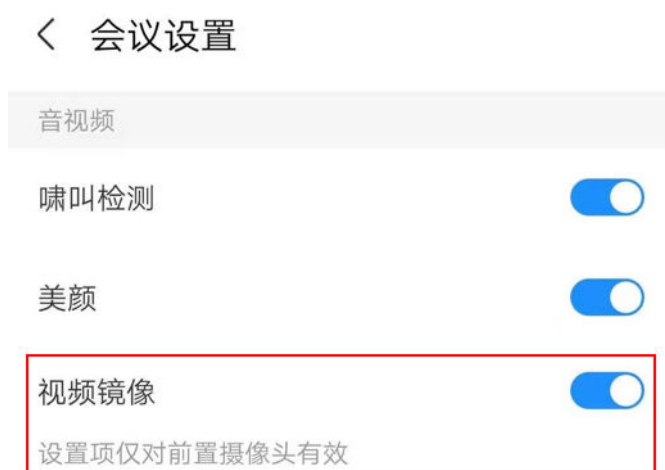 会议设置
音视频
啸叫检测
美颜
视频镜像
设置项仅对前置摄像头有效